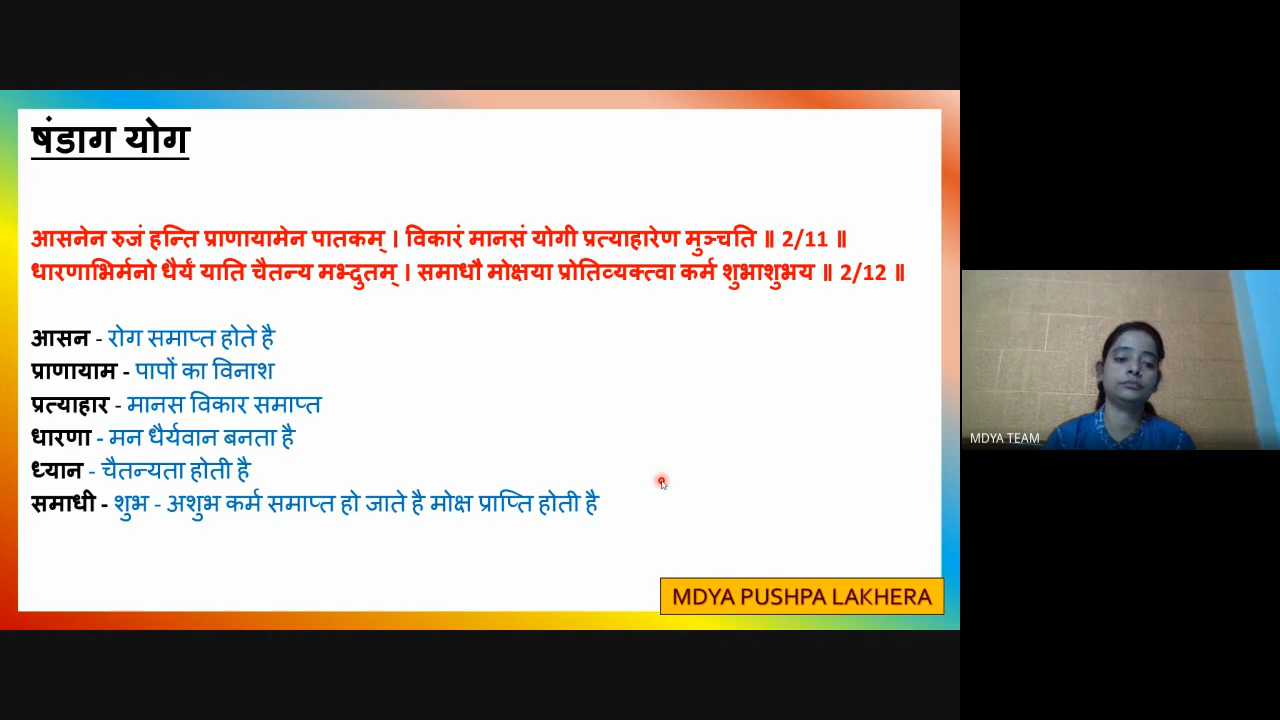 षंडाग योग
आसनेन रुजं हन्ति प्राणायामेन पातकम् । विकारं मानसं योगी प्रत्याहारेण मुञ्चति ॥ 2/11 ॥
धारणाभिर्मनो धैर्यं याति चैतन्य मभ्दुतम् । समाधौ मोक्षया प्रोतिव्यक्त्वा कर्म शुभाशुभय ॥ 2/12 ॥
आसन - रोग समाप्त होते है
प्राणायाम - पापों का विनाश
प्रत्याहार - मानस विकार समाप्त
धारणा - मन धैर्यवान बनता है
ध्यान - चैतन्यता होती है
समाधी - शुभ - अशुभ कर्म समाप्त हो जाते है मोक्ष प्राप्ति होती है
MDYA PUSHPA LAKHERA
MDYA TEAM